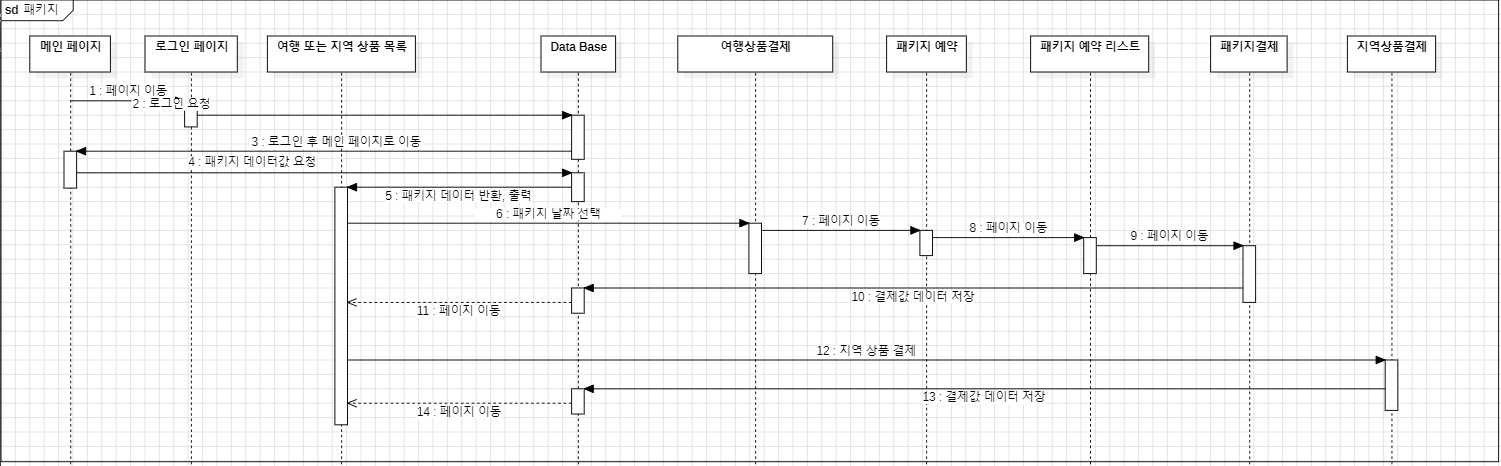 sd 패키지
메인 페이지
로그인 페이지
여행 또는 지역 상품 목록
Data Base
여행상품결제
패키지 예약
패키지 예약 리스트
패키지결제
지역상품결제
1 : 페이지 이동
2 : 로그인 요청
3 : 로그인 후 메인 페이지로 이동
4 : 패키지 데이터값 요청
5 : 패키지 데이터 반환, 출력
6 : 패키지 날짜 선택
7 : 페이지 이동
8 : 페이지 이동
9 : 페이지 이동
10 : 결제값 데이터 저장
11 : 페이지 이동
12 : 지역 상품 결제
13 : 결제값 데이터 저장
14 : 페이지 이동